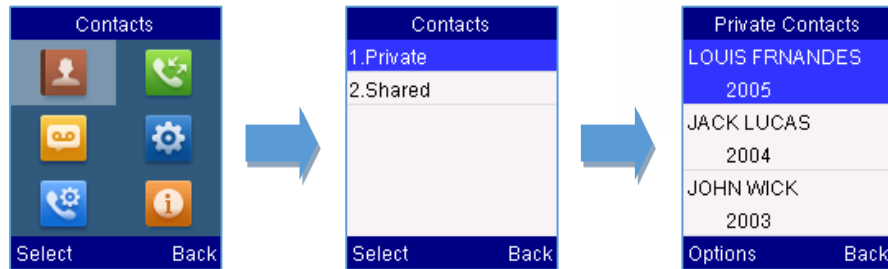 Contacts
Select Back
Contacts
1.Private
2.Shared
Select Back
Private Contacts
LOUIS FRNANDES
2005
JACK LUCAS
2004
JOHN WICK
2003
Options Back